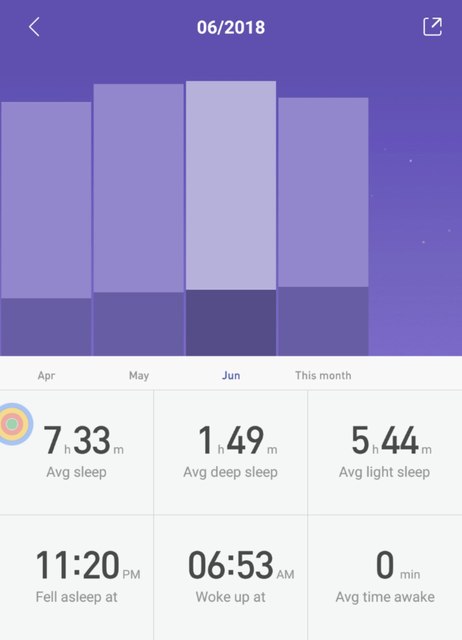 06/2018
Apr May Jun This month
7 h 33 m 1 h 49 m 5 h 44 m
Avg sleep Avg deep sleep Avg light sleep
11:20 PM 06:53 AM 0 min
Fell asleep at Woke up at Avg time awake